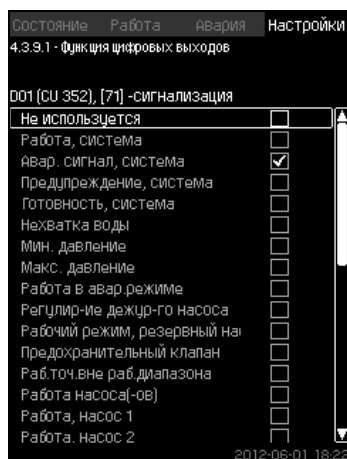 Состояние Работа Авария Настройки
4.3.9.1 - Функция цифровых выходов
DO1 (CU 352), [71] -сигнализация
Не используется
Работа, система
Авар. сигнал, система
Предупреждение, система
Готовность, система
Нехватка воды
Мин. давление
Макс. давление
Работа в авар.режиме
Регулир-ие дежур-го насоса
Рабочий режим, резервный
Предохранительный клапан
Раб.точ.вне раб.диапазона
Работа насоса(-ов)
Работа, насос 1
Работа. насос 2
2012-06-01 18:22